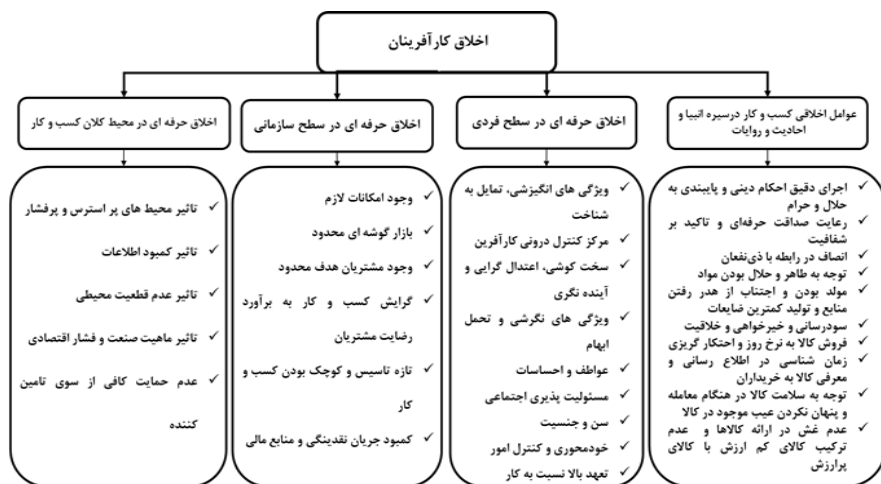 اخلاق کارآفرینان
عوامل اخلاقی کسب و کار درسیره انبیا و
احادیث و روایات
اخلاق حرفه ای در سطح فردی
اخلاق حرفه ای در سطح سازمانی
اخلاق حرفه ای در محیط کلان کسب و کار
✓ اجرای دقیق احکام دینی و پایبندی به
حلال و حرام
✓ رعایت صداقت حرفه‌ای و تاکید بر
شفافیت
✓ انصاف در رابطه با ذی‌نفعان
✓ توجه به طاهر و حلال بودن مواد
✓ مولد بودن و اجتناب از هدر رفتن
منابع و تولید کمترین ضایعات
✓ سودرسانی و خیرخواهی و خلاقیت
✓ فروش کالا به نرخ روز و احتکار گریزی
✓ زمان شناسی در اطلاع رسانی و
معرفی کالا به خریداران
✓ توجه به سلامت کالا در هنگام معامله
و پنهان نکردن عیب موجود در کالا
✓ عدم غش در ارائه کالاها و عدم
ترکیب کالای کم ارزش با کالای
پرارزش
✓ ویژگی های انگیزشی، تمایل به
شناخت
✓ مرکز کنترل درونی کارآفرین
✓ سخت کوشی، اعتدال گرایی و
آینده نگری
✓ ویژگی های نگرشی و تحمل
ابهام
✓ عواطف و احساسات
✓ مسئولیت پذیری اجتماعی
✓ سن و جنسیت
✓ خودمحوری و کنترل امور
✓ تعهد بالا نسبت به کار
✓ وجود امکانات لازم
✓ بازار گوشه ای محدود
✓ وجود مشتریان هدف محدود
✓ گرایش کسب و کار به برآورد
رضایت مشتریان
✓ تازه تاسیس و کوچک بودن کسب و
کار
✓ کمبود جریان نقدینگی و منابع مالی
✓ تاثیر محیط های پر استرس و پرفشار
✓ تاثیر کمبود اطلاعات
✓ تاثیر عدم قطعیت محیطی
✓ تاثیر ماهیت صنعت و فشار اقتصادی
✓ عدم حمایت کافی از سوی تامین
کننده